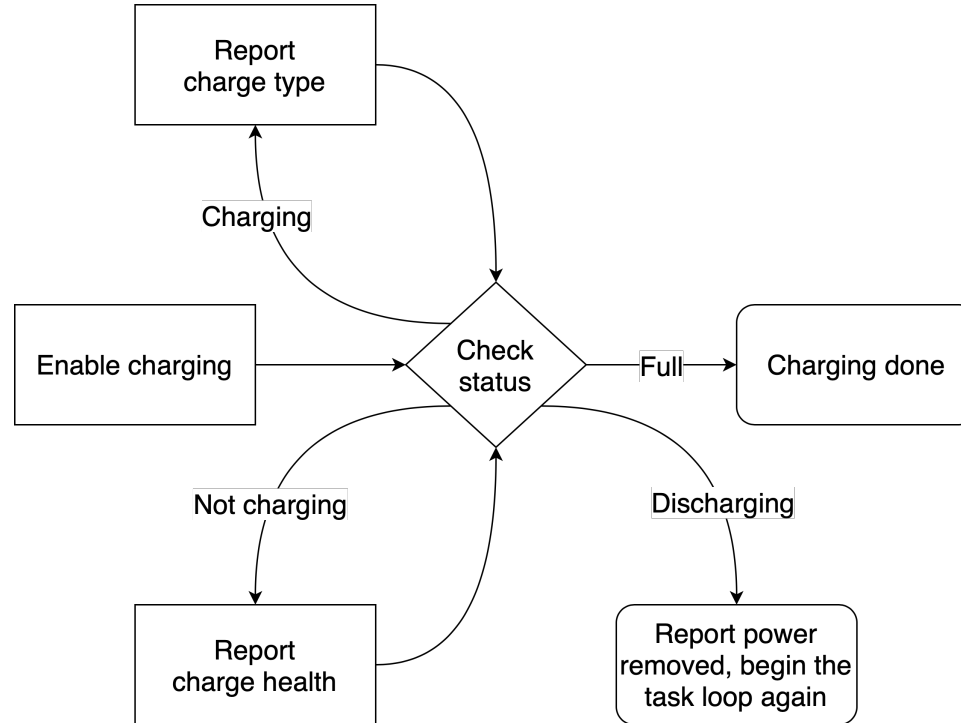 Report
charge type
Charging
Enable charging
Check
status
Full
Charging done
Not charging
Discharging
Report
charge health
Report power
removed, begin the
task loop again